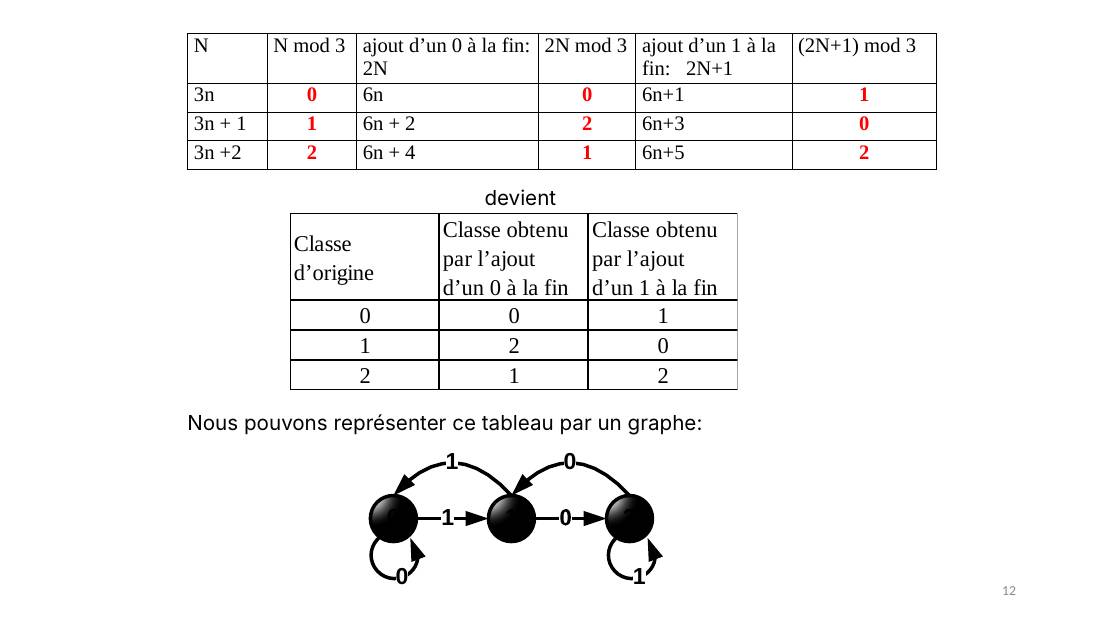 N | N mod 3 | ajout d’un 0 à la fin: 2N | 2N mod 3 | ajout d’un 1 à la fin: 2N+1 | (2N+1) mod 3
3n | 0 | 6n | 0 | 6n+1 | 1
3n + 1 | 1 | 6n + 2 | 2 | 6n+3 | 0
3n +2 | 2 | 6n + 4 | 1 | 6n+5 | 2
devient
Classe d’origine | Classe obtenu par l’ajout d’un 0 à la fin | Classe obtenu par l’ajout d’un 1 à la fin
0 | 0 | 1
1 | 2 | 0
2 | 1 | 2
Nous pouvons représenter ce tableau par un graphe:
1 0
1 0
0 1
12